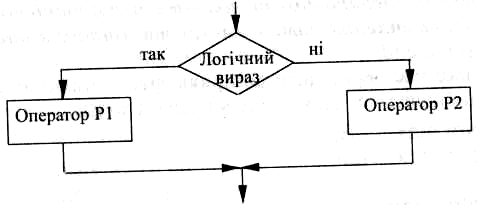 так
Логічний
вираз
ні
Оператор Р1
Оператор Р2